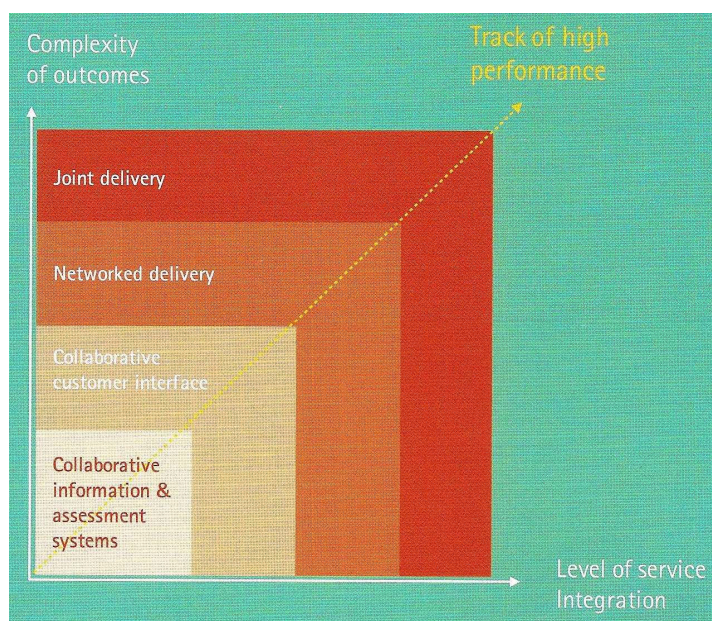 Complexity
of outcomes
Track of high
performance
Joint delivery
Networked delivery
Collaborative
customer interface
Collaborative
information &
assessment
systems
Level of service
Integration